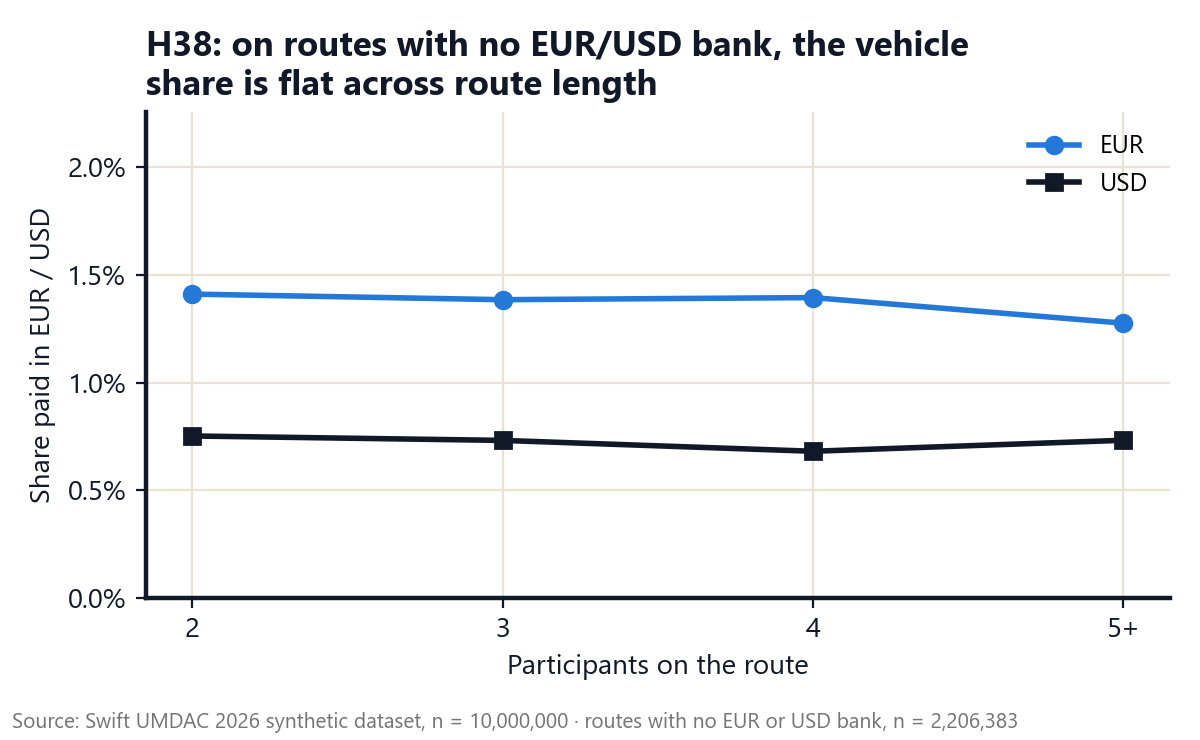 H38: on routes with no EUR/USD bank, the vehicle
share is flat across route length
EUR
USD
Share paid in EUR / USD
2.0%
1.5%
1.0%
0.5%
0.0%
2
3
4
5+
Participants on the route
Source: Swift UMDAC 2026 synthetic dataset, n = 10,000,000 · routes with no EUR or USD bank, n = 2,206,383